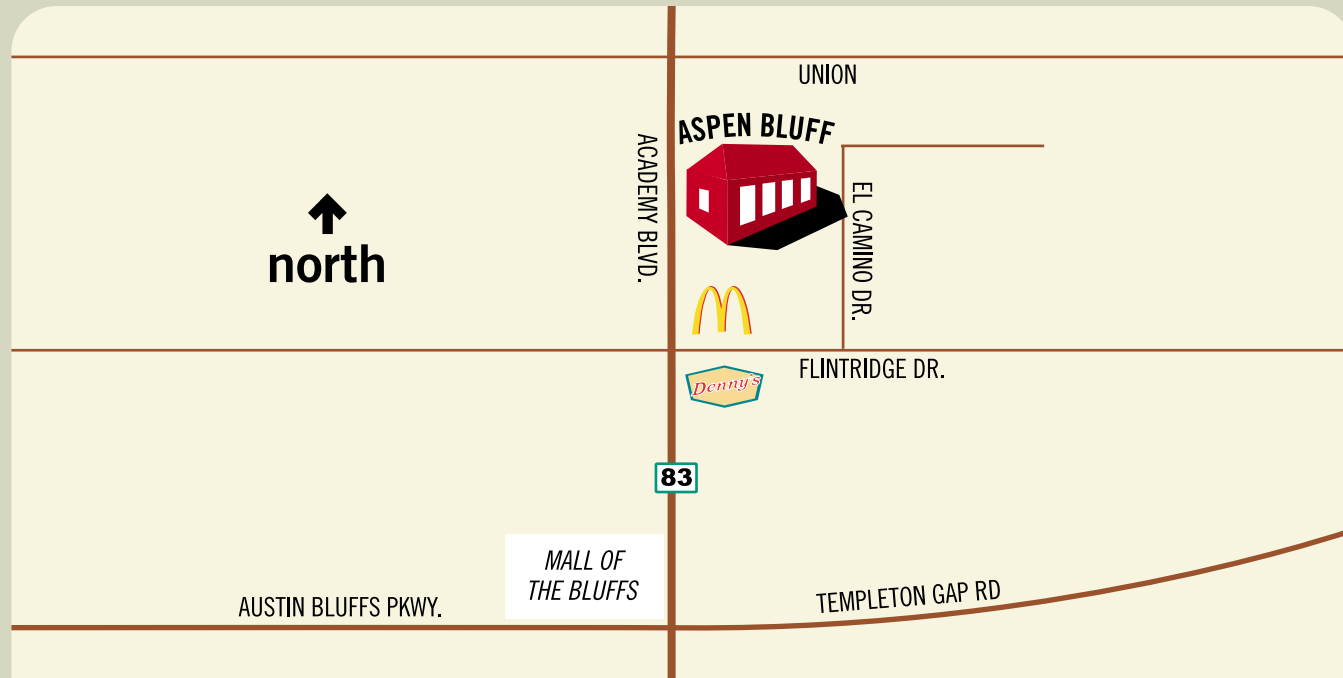 UNION
ASPEN BLUFF
ACADEMY BLVD.
EL CAMINO DR.
north
FLINTRIDGE DR.
Denny's
83
MALL OF
THE BLUFFS
AUSTIN BLUFFS PKWY.
TEMPLETON GAP RD